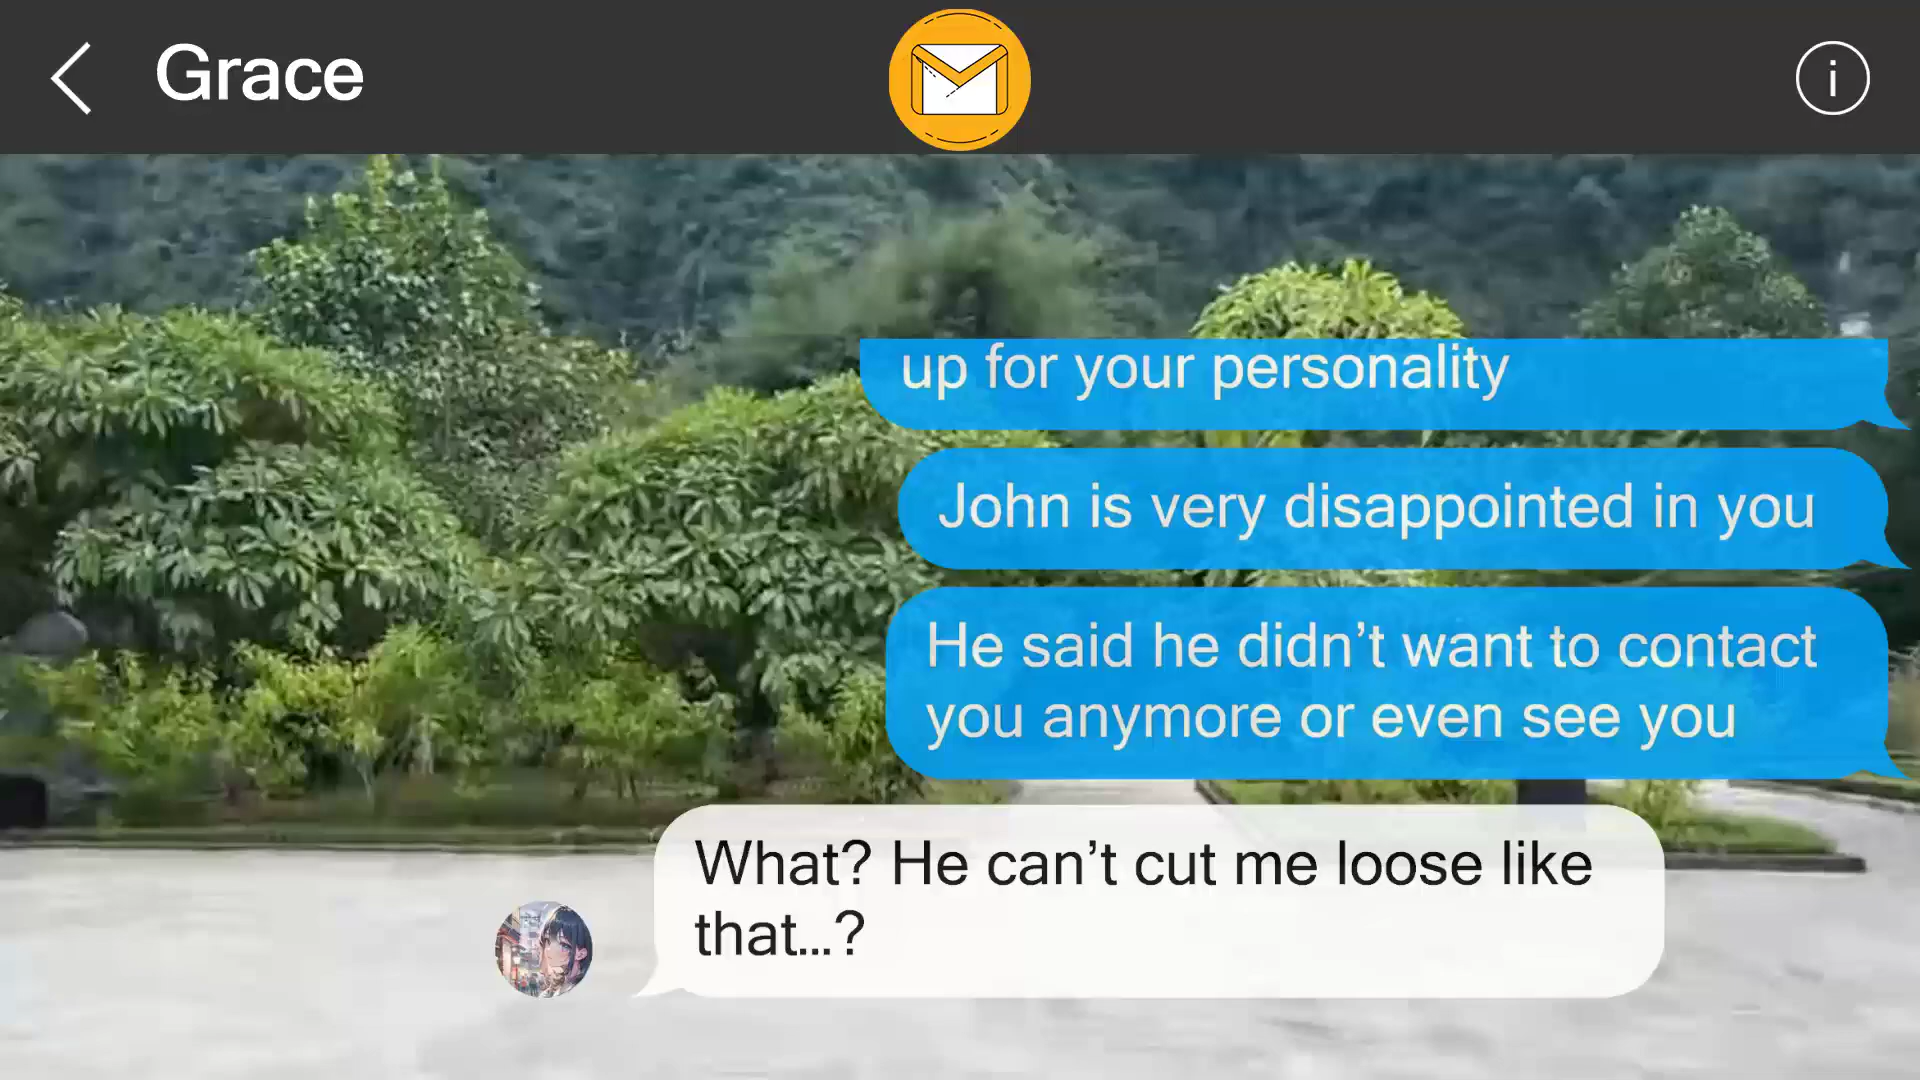 Grace
i
up for your personality
John is very disappointed in you
He said he didn’t want to contact
you anymore or even see you
What? He can’t cut me loose like
that...?